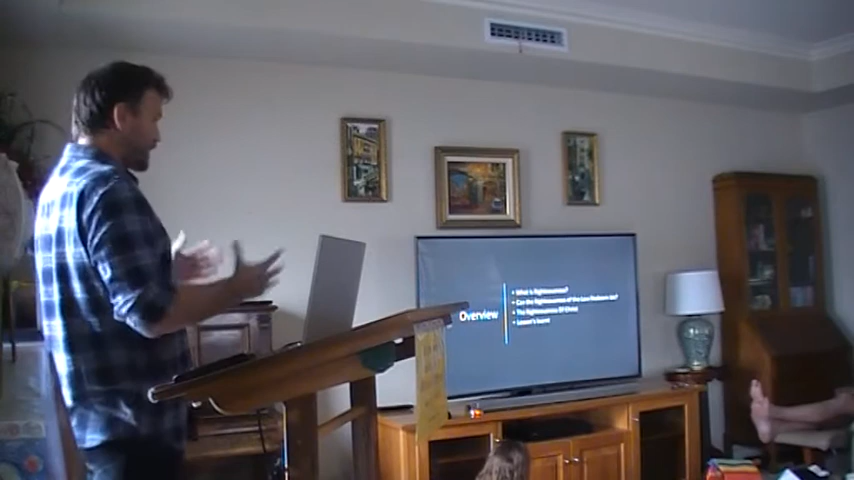 Overview
• What is Righteousness?
• Can the Righteousness of the Law Redeem Us?
• The Righteousness Of Christ
• Lesson's learnt